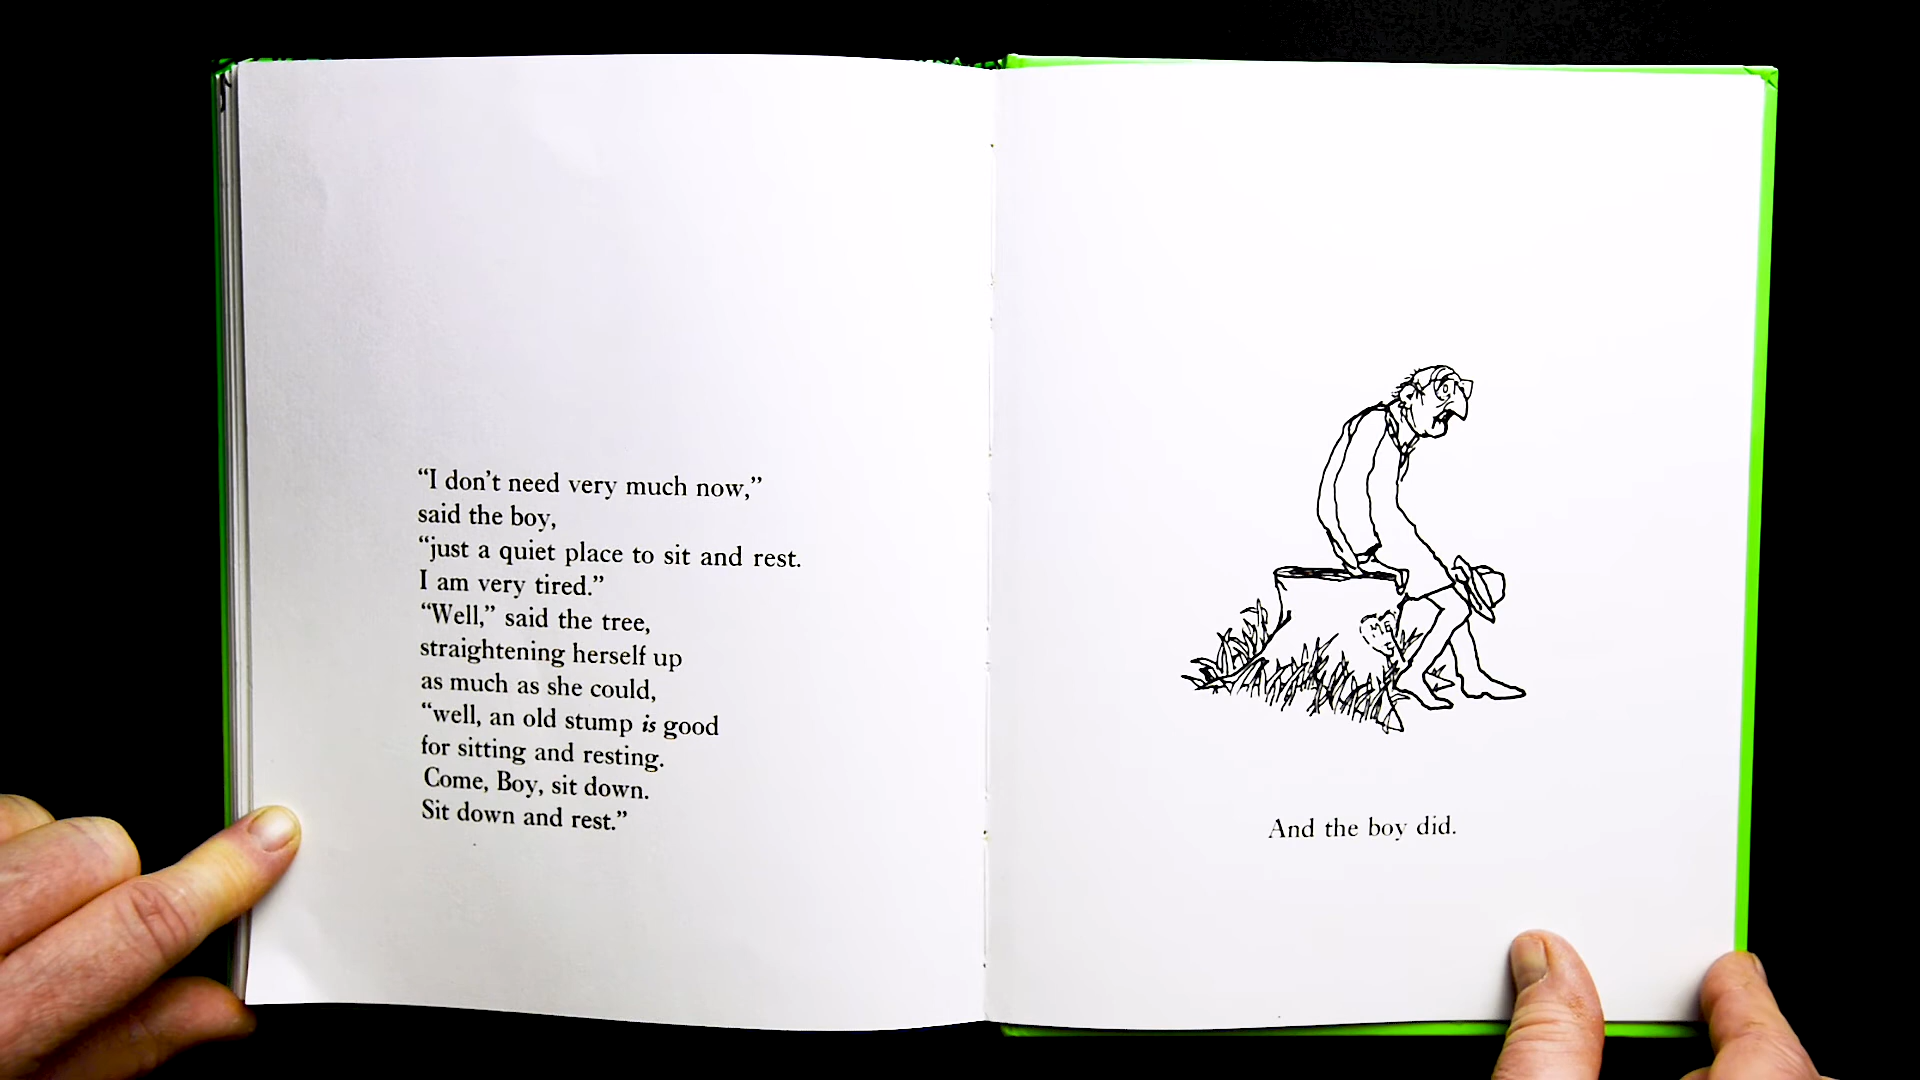 “I don’t need very much now,”
said the boy,
“just a quiet place to sit and rest.
I am very tired.”
“Well,” said the tree,
straightening herself up
as much as she could,
“well, an old stump is good
for sitting and resting.
Come, Boy, sit down.
Sit down and rest.”
ME
And the boy did.